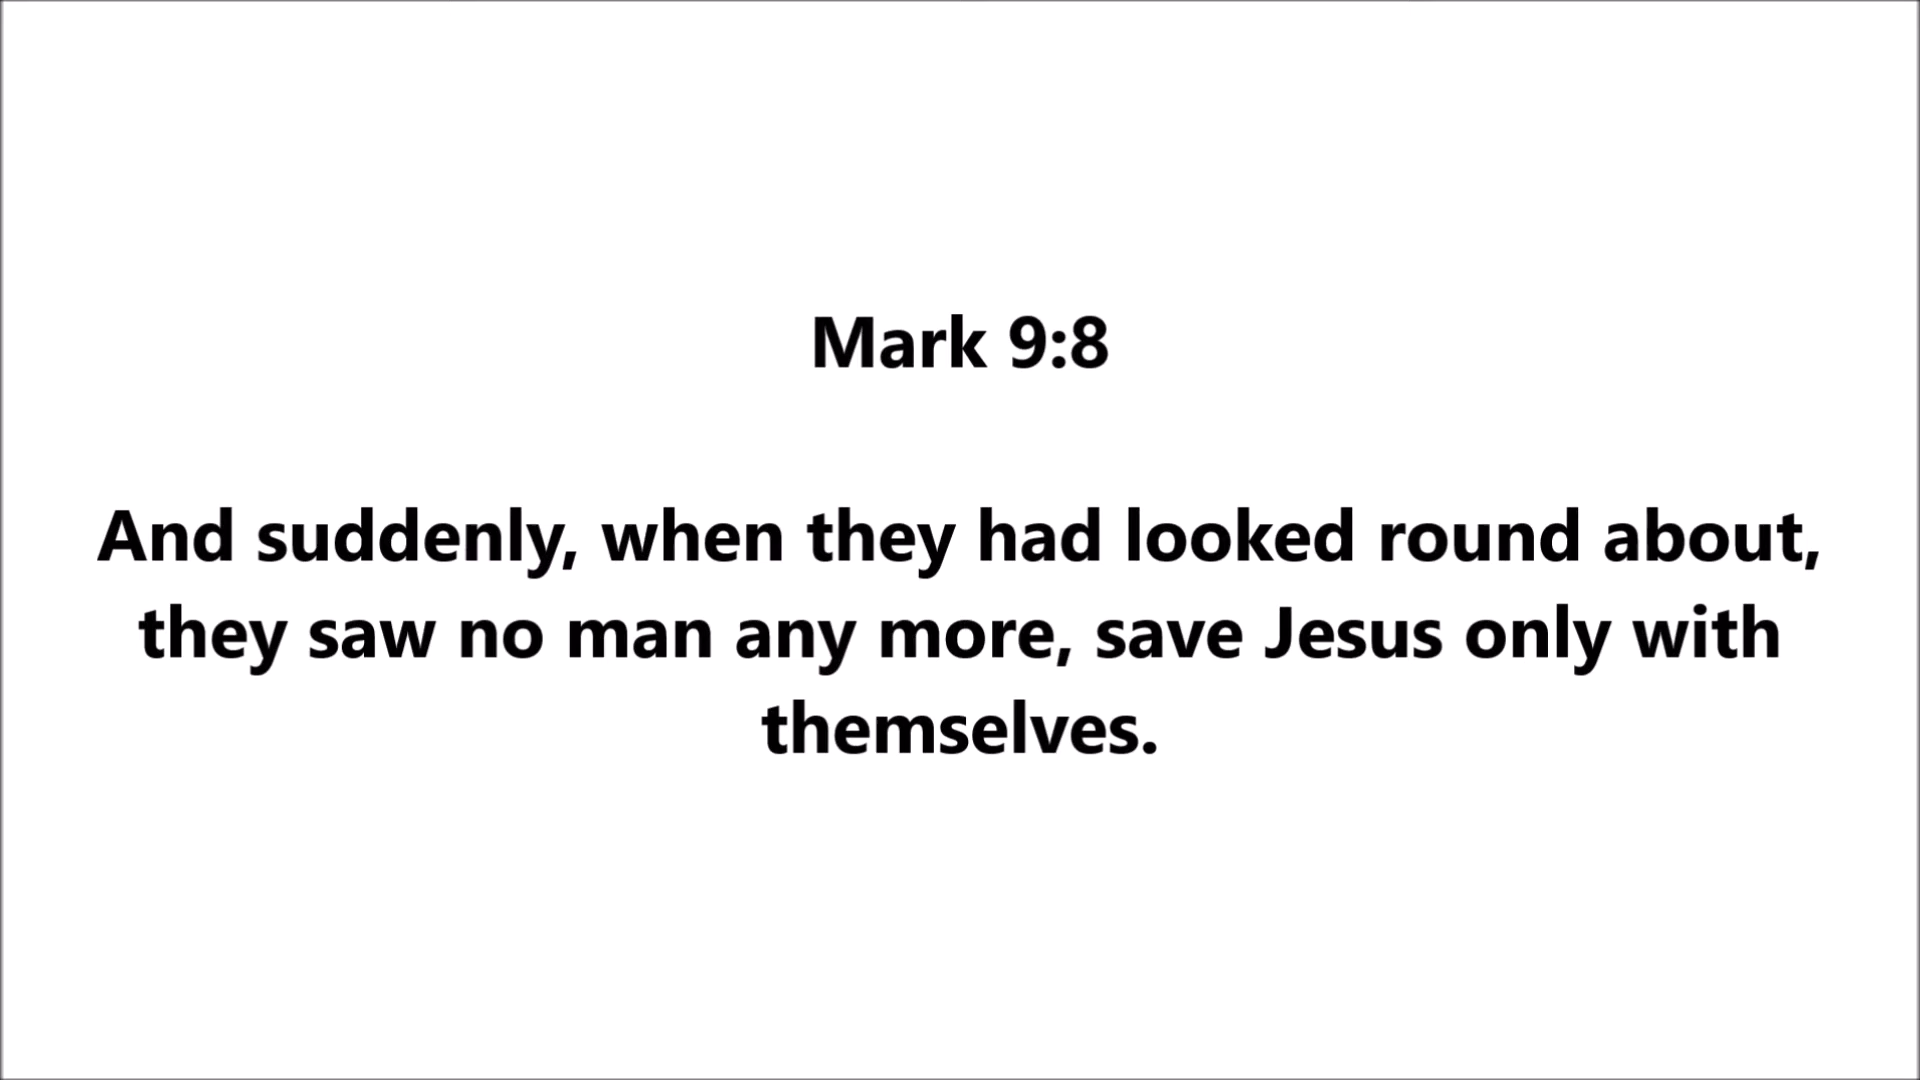 Mark 9:8
And suddenly, when they had looked round about,
they saw no man any more, save Jesus only with
themselves.